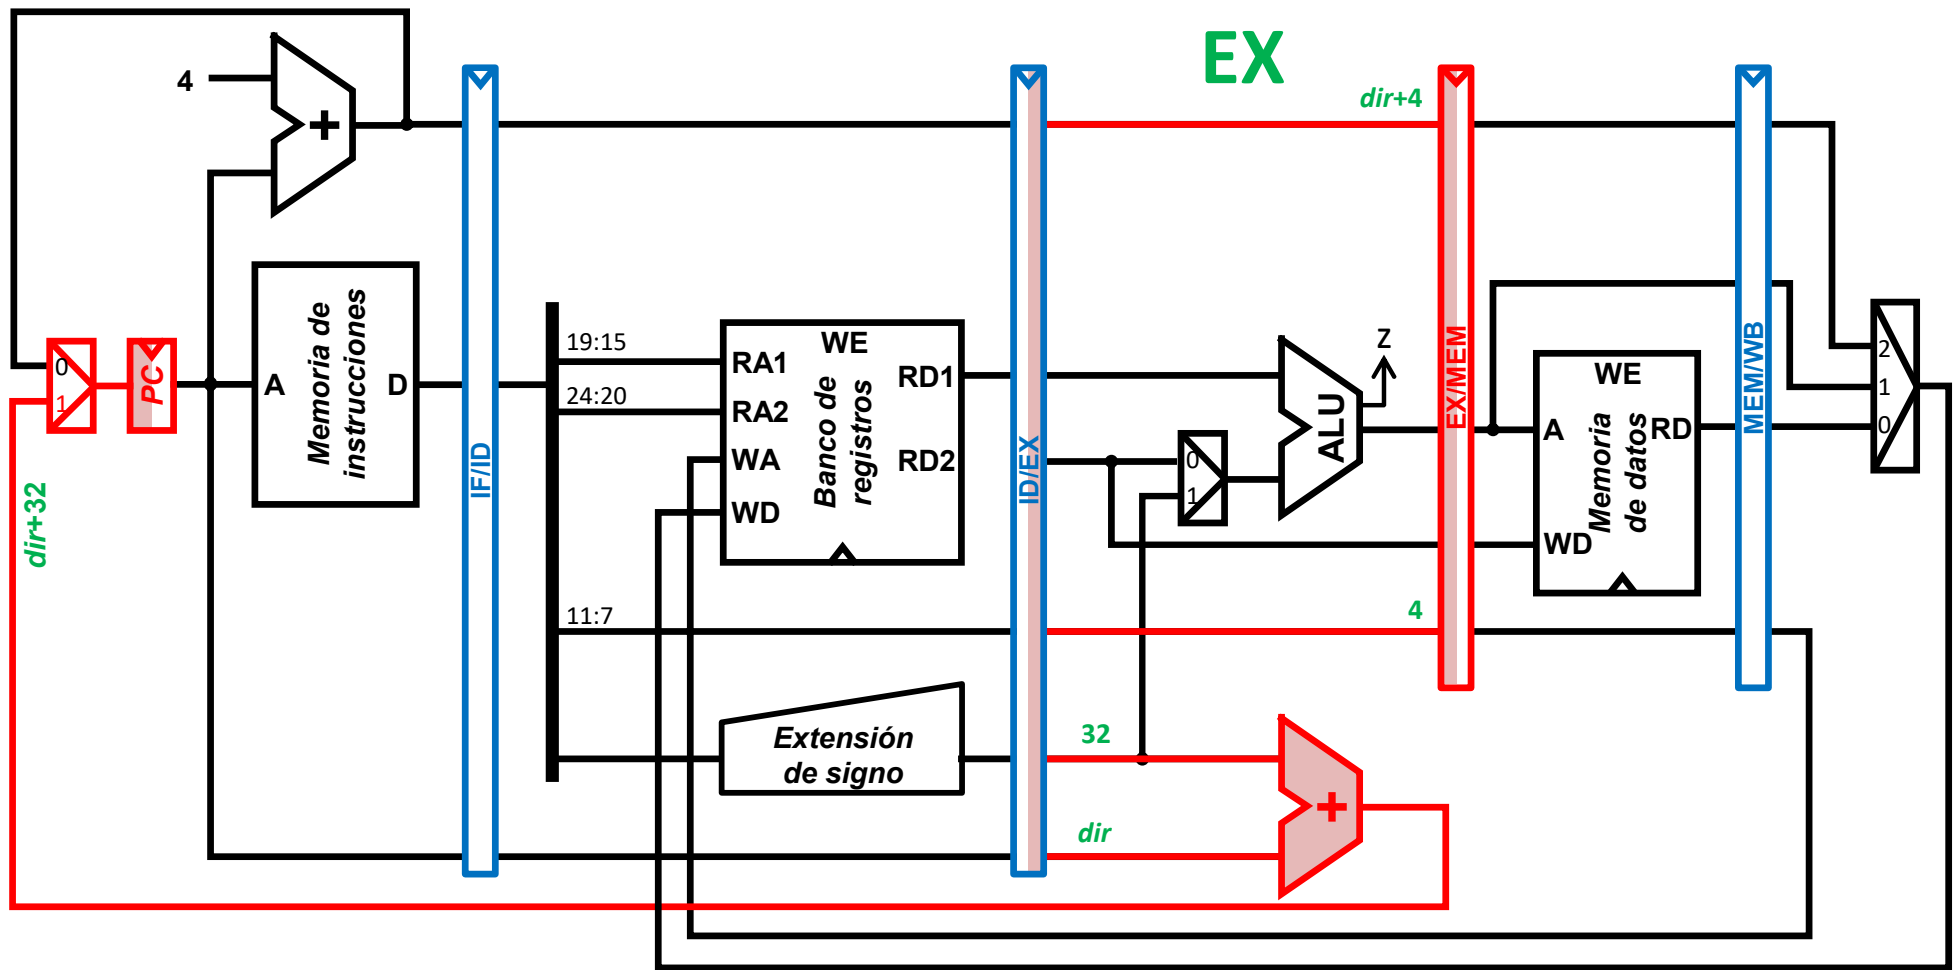 EX
4
+
dir+4
IF/ID
ID/EX
EX/MEM
MEM/WB
0
1
PC
dir+32
A
D
Memoria de
instrucciones
19:15
24:20
11:7
WE
RA1
RA2
WA
WD
RD1
RD2
Banco de
registros
Extensión
de signo
0
1
ALU
Z
4
32
dir
+
WE
A
RD
WD
Memoria
de datos
2
1
0